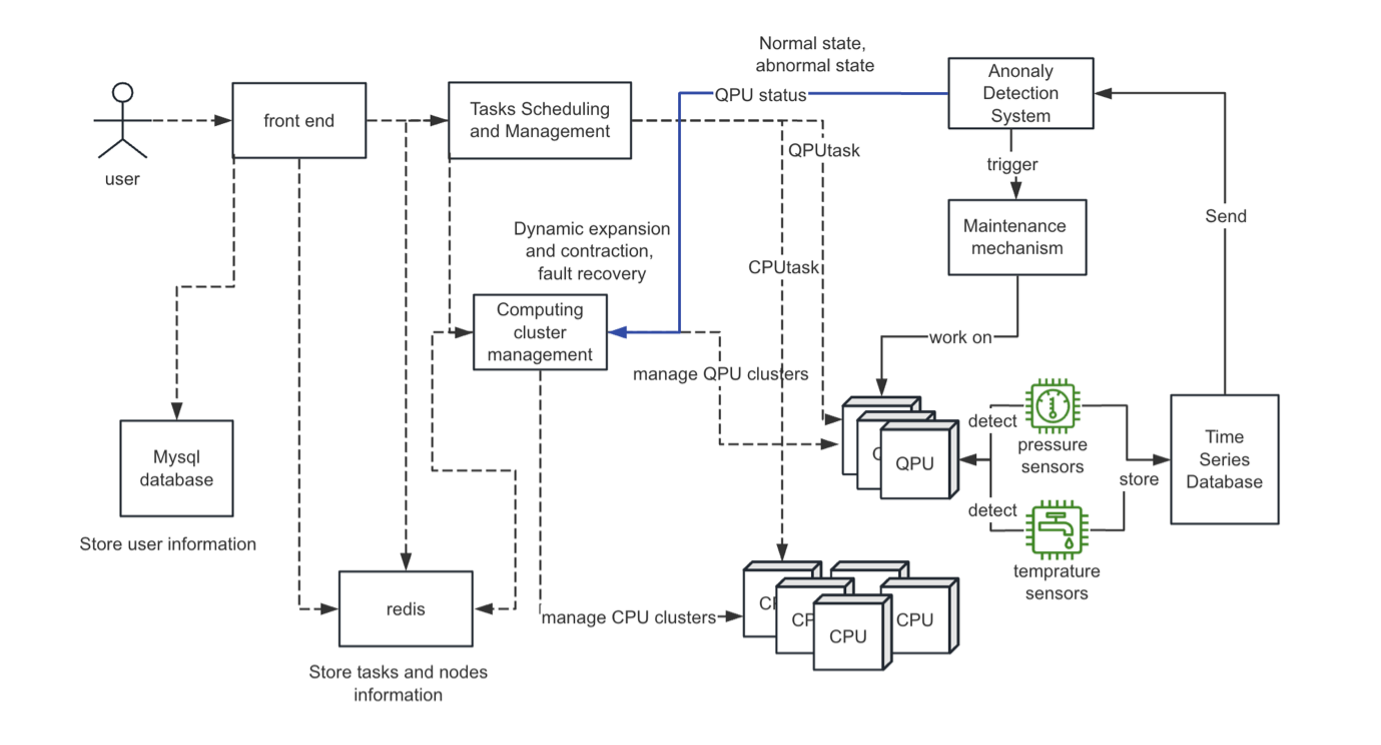 Normal state,
abnormal state
QPU status
Anonaly
Detection
System
front end
Tasks Scheduling
and Management
user
QPUtask
trigger
Maintenance
mechanism
Send
Dynamic expansion
and contraction,
fault recovery
CPUtask
Computing
cluster
management
work on
manage QPU clusters
detect
pressure
sensors
QPU
Time
Series
Database
store
Mysql
database
detect
Store user information
temprature
sensors
redis
manage CPU clusters
CPU
CPU
Store tasks and nodes
information